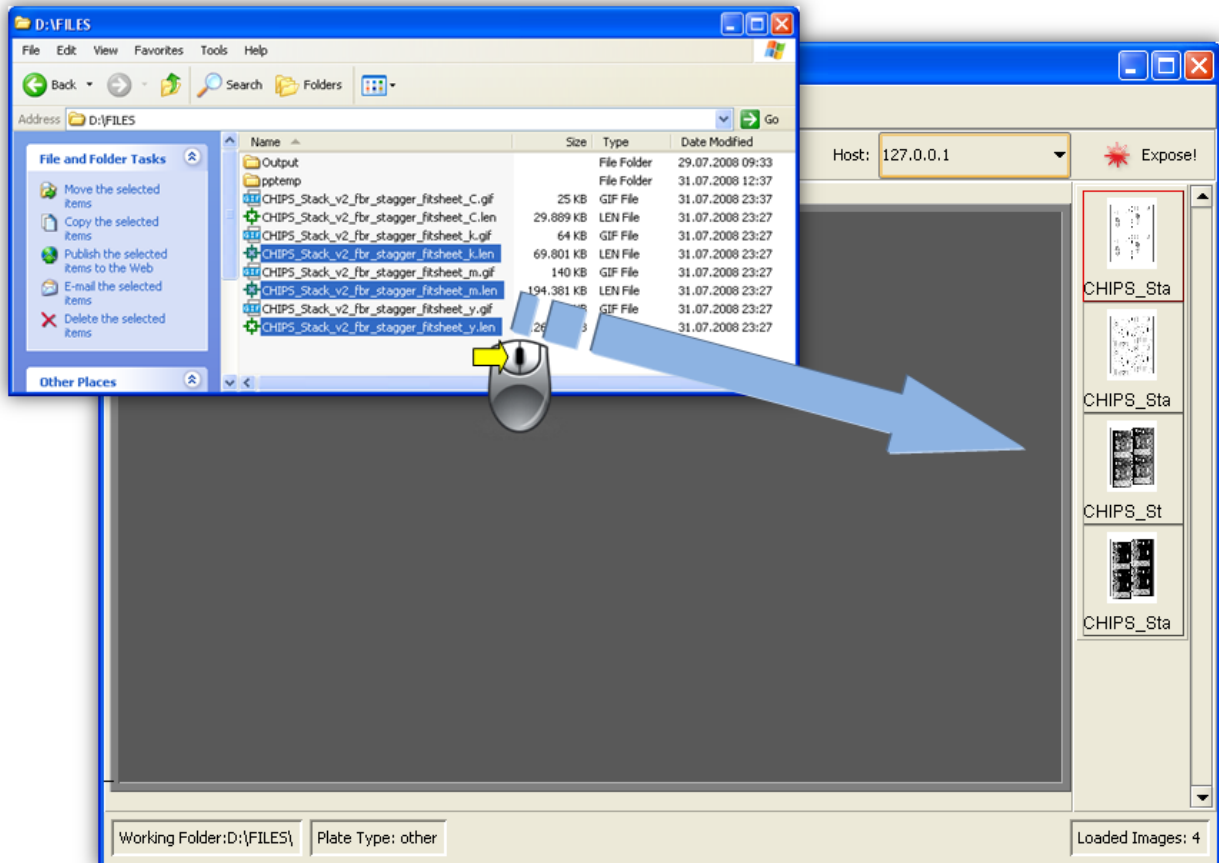 D:\FILES
File Edit View Favorites Tools Help
Back Search Folders
Address D:\FILES Go
File and Folder Tasks
Move the selected
items
Copy the selected
items
Publish the selected
items to the Web
E-mail the selected
items
Delete the selected
items
Other Places
Name Size Type Date Modified
Output File Folder 29.07.2008 09:33
pptemp File Folder 31.07.2008 12:37
CHIPS_Stack_v2_fbr_stagger_fitsheet_C.gif 25 KB GIF File 31.07.2008 23:37
CHIPS_Stack_v2_fbr_stagger_fitsheet_C.len 29.889 KB LEN File 31.07.2008 23:27
CHIPS_Stack_v2_fbr_stagger_fitsheet_k.gif 64 KB GIF File 31.07.2008 23:27
CHIPS_Stack_v2_fbr_stagger_fitsheet_k.len 69.801 KB LEN File 31.07.2008 23:27
CHIPS_Stack_v2_fbr_stagger_fitsheet_m.gif 140 KB GIF File 31.07.2008 23:27
CHIPS_Stack_v2_fbr_stagger_fitsheet_m.len 194.381 KB LEN File 31.07.2008 23:27
CHIPS_Stack_v2_fbr_stagger_fitsheet_y.gif GIF File 31.07.2008 23:27
CHIPS_Stack_v2_fbr_stagger_fitsheet_y.len LEN File 31.07.2008 23:27
Host: 127.0.0.1 Expose!
CHIPS_Sta
CHIPS_Sta
CHIPS_St
CHIPS_Sta
Working Folder:D:\FILES\ Plate Type: other Loaded Images: 4